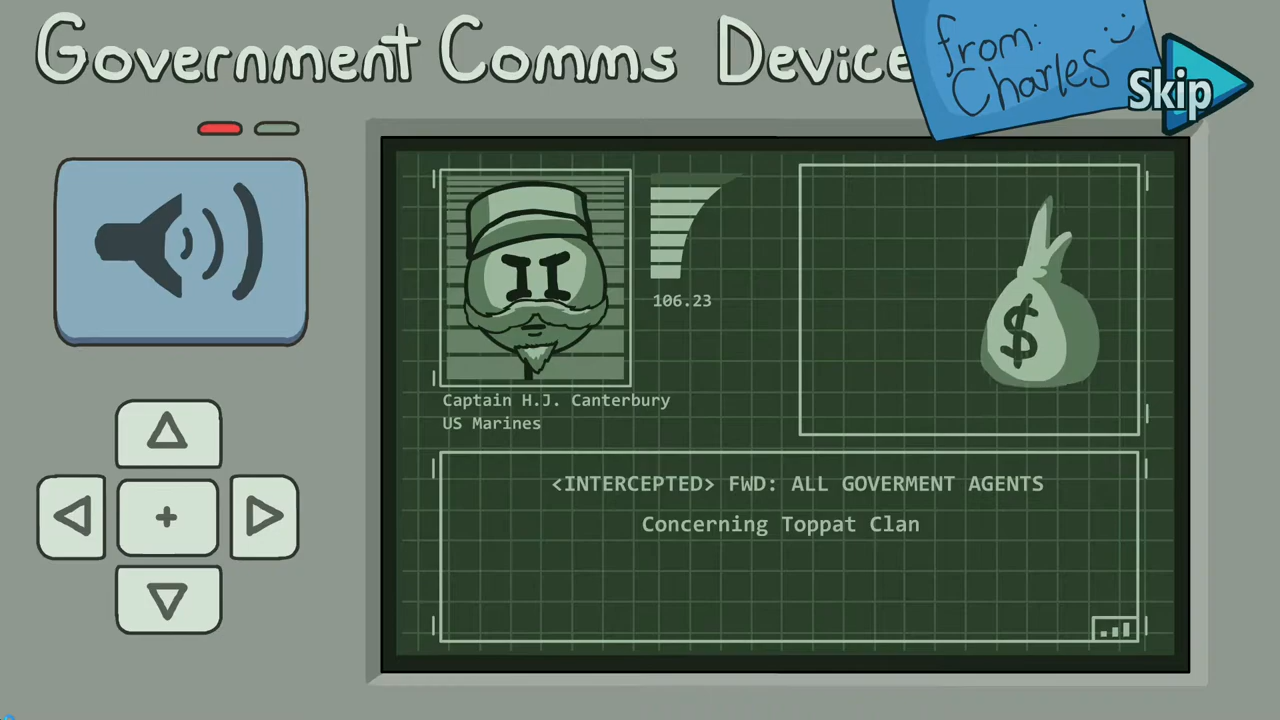 Government Comms Device
from:
Charles :)
Skip
106.23
$
Captain H.J. Canterbury
US Marines
<INTERCEPTED> FWD: ALL GOVERMENT AGENTS
Concerning Toppat Clan